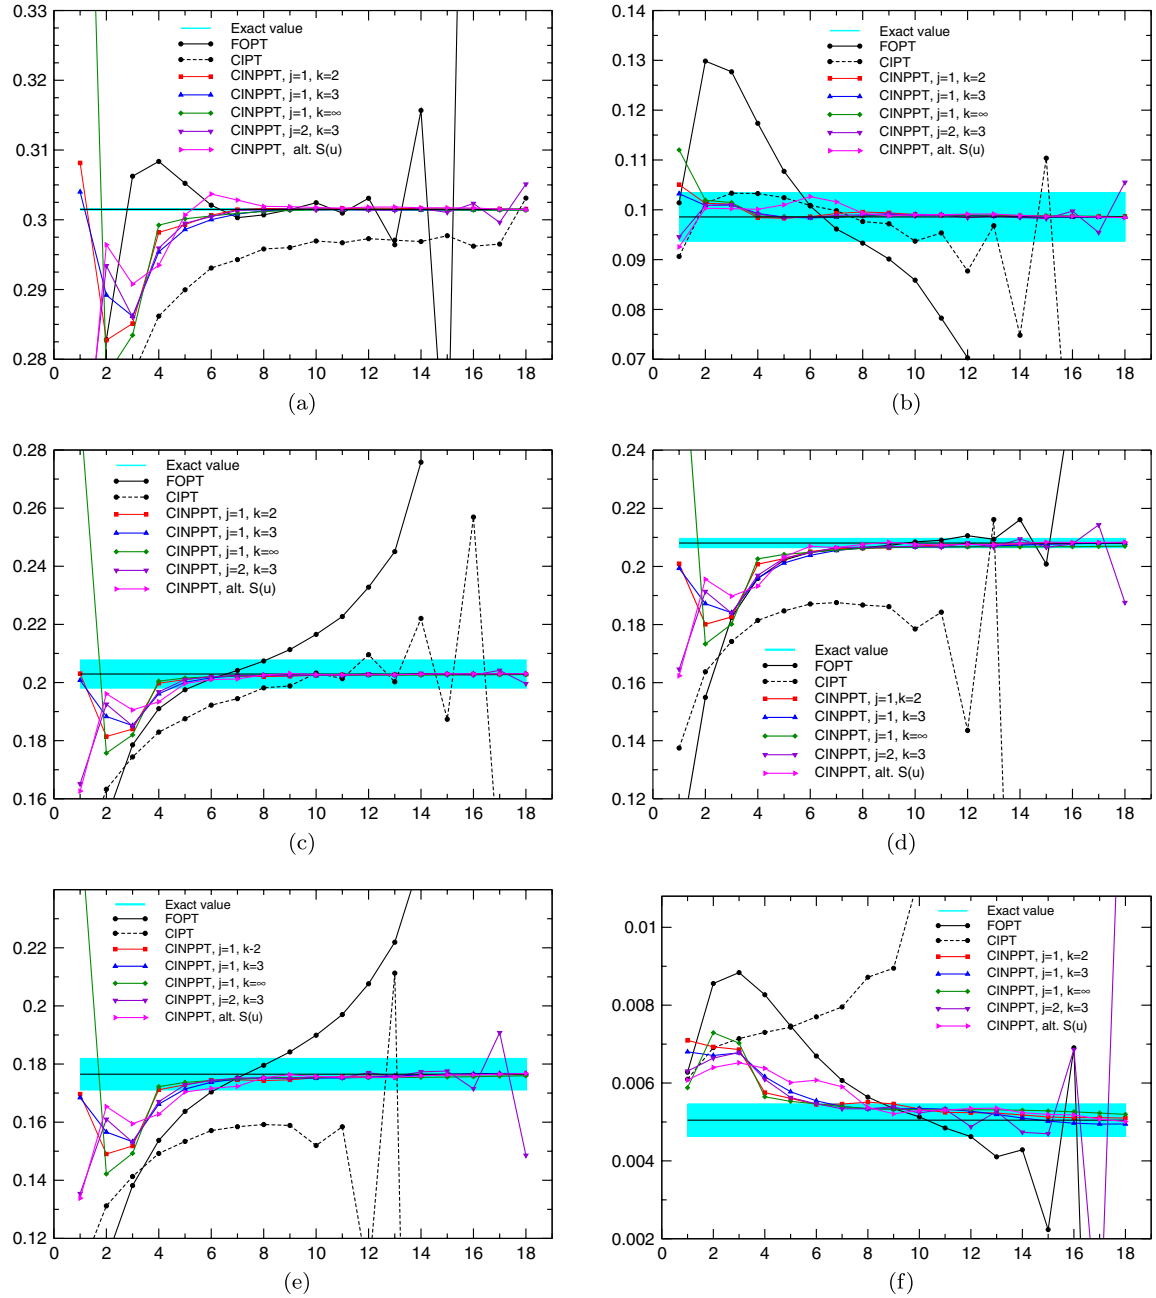 0.33
0.32
0.31
0.3
0.29
0.28
Exact value
FOPT
CIPT
CINPPT, j=1, k=2
CINPPT, j=1, k=3
CINPPT, j=1, k=∞
CINPPT, j=2, k=3
CINPPT, alt. S(u)
0 2 4 6 8 10 12 14 16 18
(a)
0.14
0.13
0.12
0.11
0.1
0.09
0.08
0.07
Exact value
FOPT
CIPT
CINPPT, j=1, k=2
CINPPT, j=1, k=3
CINPPT, j=1, k=∞
CINPPT, j=2, k=3
CINPPT, alt. S(u)
0 2 4 6 8 10 12 14 16 18
(b)
0.28
0.26
0.24
0.22
0.2
0.18
0.16
Exact value
FOPT
CIPT
CINPPT, j=1, k=2
CINPPT, j=1, k=3
CINPPT, j=1, k=∞
CINPPT, j=2, k=3
CINPPT, alt. S(u)
0 2 4 6 8 10 12 14 16 18
(c)
0.24
0.22
0.2
0.18
0.16
0.14
0.12
Exact value
FOPT
CIPT
CINPPT, j=1,k=2
CINPPT, j=1, k=3
CINPPT, j=1, k=∞
CINPPT, j=2, k=3
CINPPT, alt. S(u)
0 2 4 6 8 10 12 14 16 18
(d)
0.22
0.2
0.18
0.16
0.14
0.12
Exact value
FOPT
CIPT
CINPPT, j=1, k-2
CINPPT, j=1, k=3
CINPPT, j=1, k=∞
CINPPT, j=2, k=3
CINPPT, alt. S(u)
0 2 4 6 8 10 12 14 16 18
(e)
0.01
0.008
0.006
0.004
0.002
Exact value
FOPT
CIPT
CINPPT, j=1, k=2
CINPPT, j=1, k=3
CINPPT, j=1, k=∞
CINPPT, j=2, k=3
CINPPT, alt. S(u)
0 2 4 6 8 10 12 14 16 18
(f)